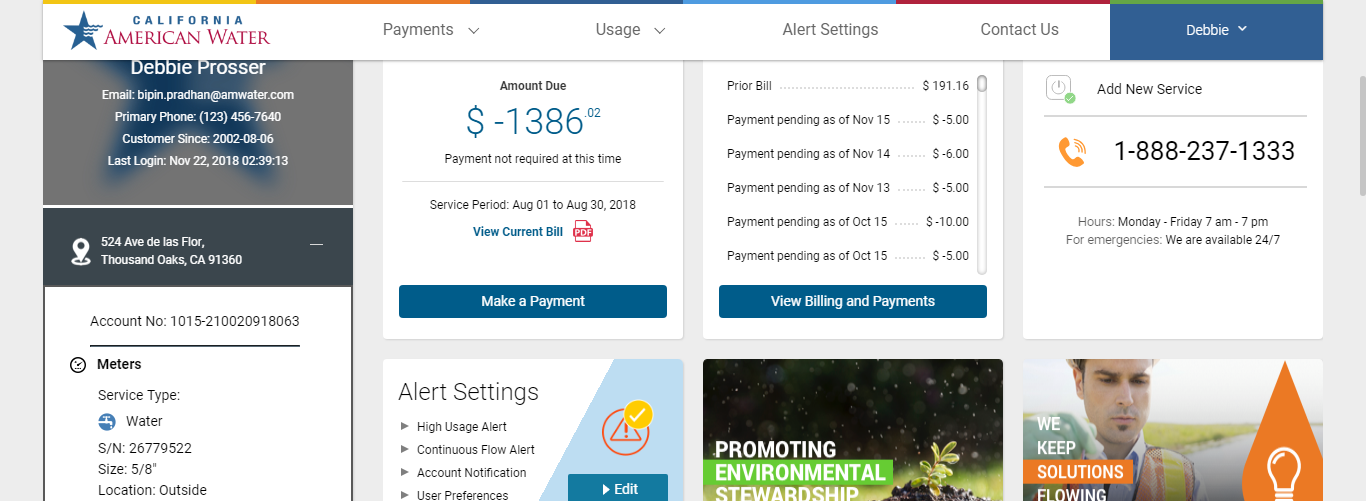 CALIFORNIA
AMERICAN WATER
Payments
Usage
Alert Settings
Contact Us
Debbie
Debbie Prosser
Email: bipin.pradhan@amwater.com
Primary Phone: (123) 456-7640
Customer Since: 2002-08-06
Last Login: Nov 22, 2018 02:39:13
524 Ave de las Flor,
Thousand Oaks, CA 91360
Account No: 1015-210020918063
Meters
Service Type:
Water
S/N: 26779522
Size: 5/8"
Location: Outside
Amount Due
$ -1386.02
Payment not required at this time
Service Period: Aug 01 to Aug 30, 2018
View Current Bill PDF
Make a Payment
Prior Bill $ 191.16
Payment pending as of Nov 15 $ -5.00
Payment pending as of Nov 14 $ -6.00
Payment pending as of Nov 13 $ -5.00
Payment pending as of Oct 15 $ -10.00
Payment pending as of Oct 15 $ -5.00
View Billing and Payments
Add New Service
1-888-237-1333
Hours: Monday - Friday 7 am - 7 pm
For emergencies: We are available 24/7
Alert Settings
High Usage Alert
Continuous Flow Alert
Account Notification
User Preferences
Edit
PROMOTING
ENVIRONMENTAL
STEWARDSHIP
WE
KEEP
SOLUTIONS
FLOWING